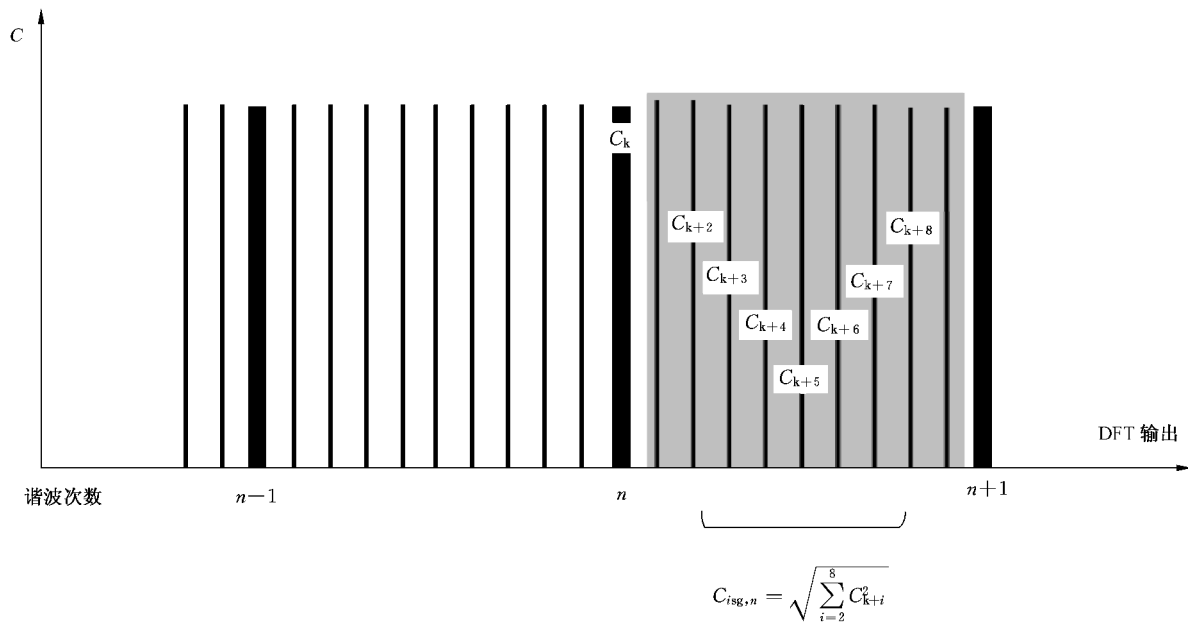 C
C_k
C_{k+2}
C_{k+8}
C_{k+3}
C_{k+7}
C_{k+4}
C_{k+6}
C_{k+5}
DFT 输出
谐波次数
n-1
n
n+1
C_{isg,n} = \sqrt{\sum_{i=2}^{8} C_{k+i}^{2}}